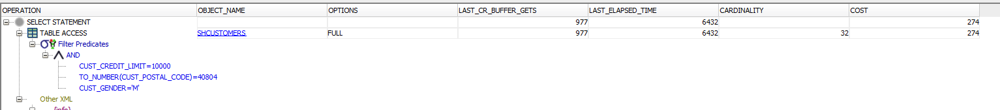 OPERATION OBJECT_NAME OPTIONS LAST_CR_BUFFER_GETS LAST_ELAPSED_TIME CARDINALITY COST
SELECT STATEMENT 977 6432 274
TABLE ACCESS SHCUSTOMERS FULL 977 6432 32 274
Filter Predicates
AND
CUST_CREDIT_LIMIT=10000
TO_NUMBER(CUST_POSTAL_CODE)=40804
CUST_GENDER='M'
Other XML
{info}